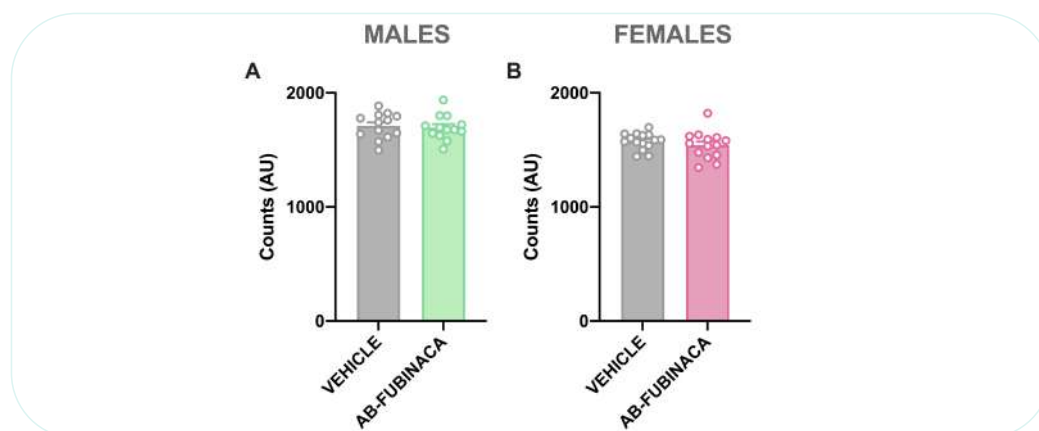 MALES
FEMALES
A
B
2000
1000
0
Counts (AU)
VEHICLE
AB-FUBINACA
2000
1000
0
Counts (AU)
VEHICLE
AB-FUBINACA